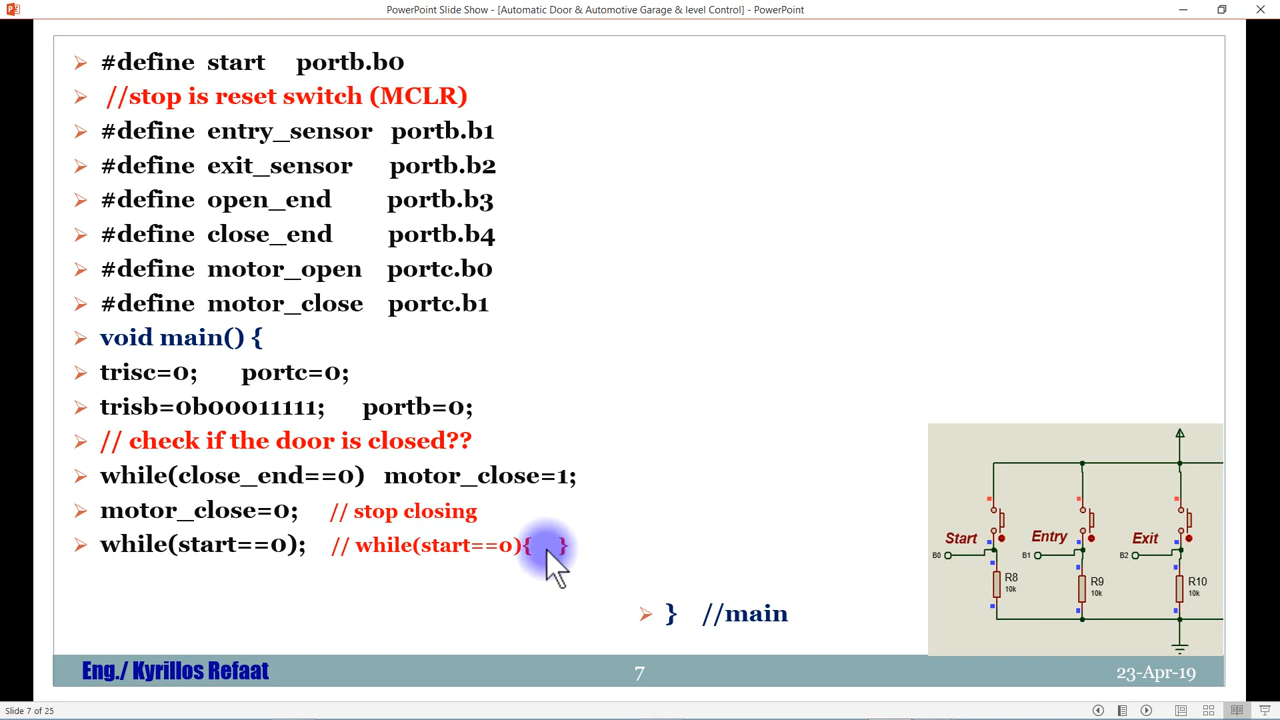 PowerPoint Slide Show - [Automatic Door & Automotive Garage & level Control] - PowerPoint
#define start portb.b0
//stop is reset switch (MCLR)
#define entry_sensor portb.b1
#define exit_sensor portb.b2
#define open_end portb.b3
#define close_end portb.b4
#define motor_open portc.b0
#define motor_close portc.b1
void main() {
trisc=0; portc=0;
trisb=0b00011111; portb=0;
// check if the door is closed??
while(close_end==0) motor_close=1;
motor_close=0; // stop closing
while(start==0); // while(start==0){ }
} //main
Start Entry Exit
B0 B1 B2
R8 R9 R10
10k 10k 10k
Eng./ Kyrillos Refaat 7 23-Apr-19
Slide 7 of 25